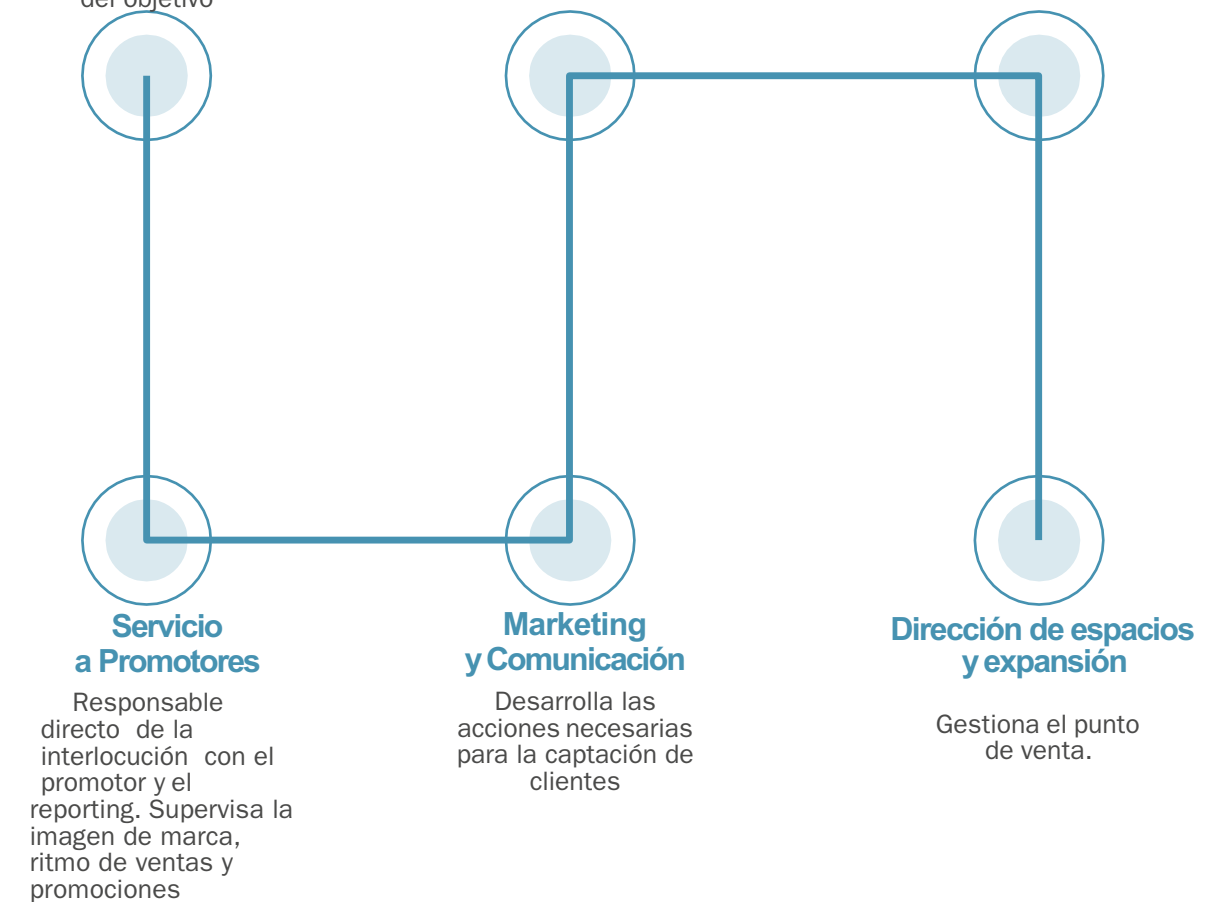 del objetivo
Servicio
a Promotores
Responsable
directo de la
interlocución con el
promotor y el
reporting. Supervisa la
imagen de marca,
ritmo de ventas y
promociones
Marketing
y Comunicación
Desarrolla las
acciones necesarias
para la captación de
clientes
Dirección de espacios
y expansión
Gestiona el punto
de venta.